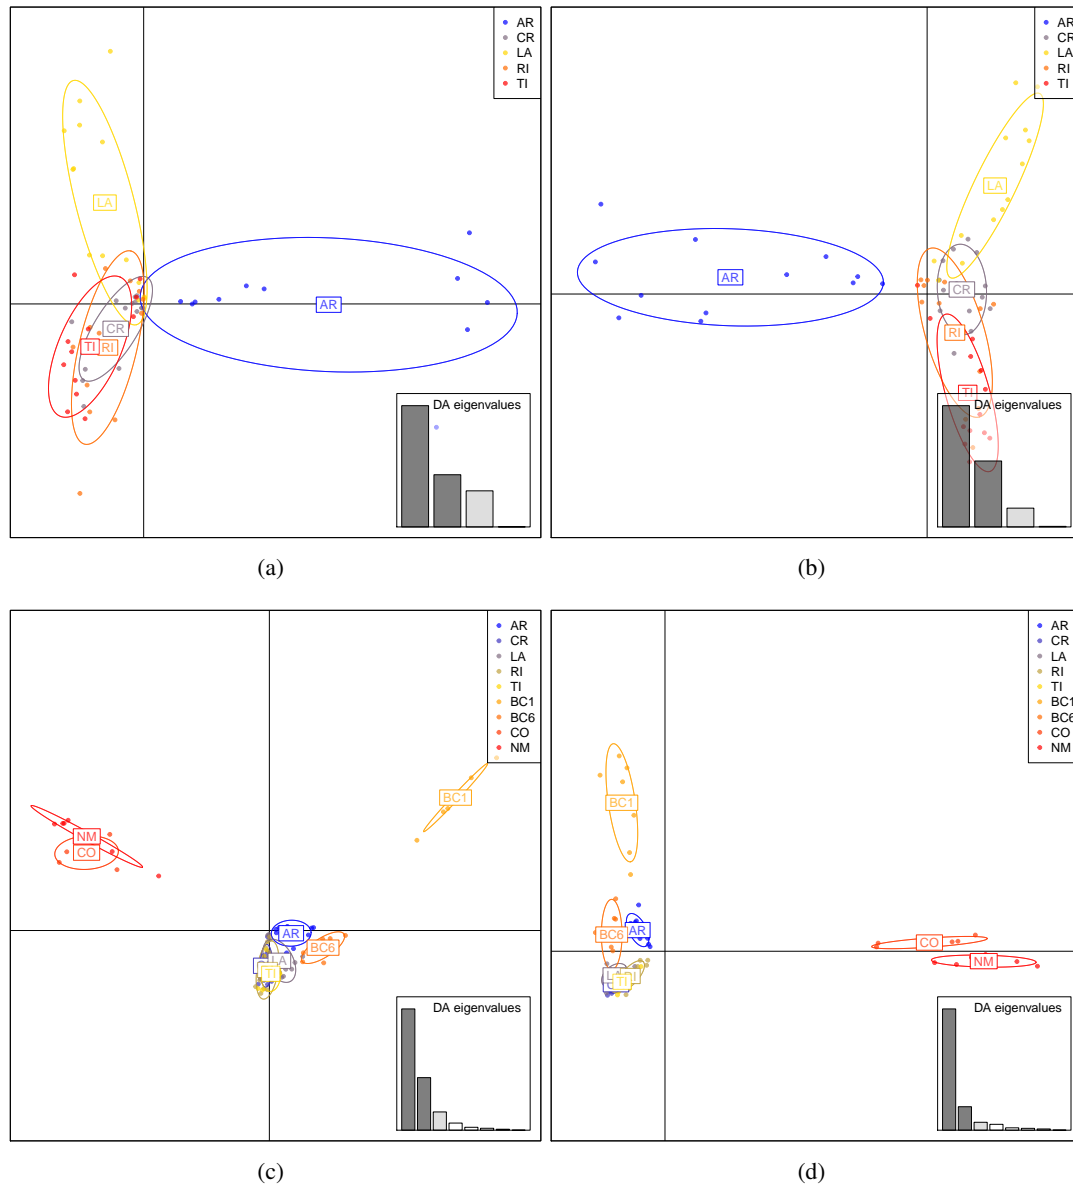 AR
CR
LA
RI
TI
LA
AR
CR
TI
RI
DA eigenvalues
(a)
AR
CR
LA
RI
TI
LA
AR
CR
RI
TI
DA eigenvalues
(b)
AR
CR
LA
RI
TI
BC1
BC6
CO
NM
BC1
NM
CO
AR
BC6
LA
TI
DA eigenvalues
(c)
AR
CR
LA
RI
TI
BC1
BC6
CO
NM
BC1
BC6
AR
CO
NM
TI
DA eigenvalues
(d)